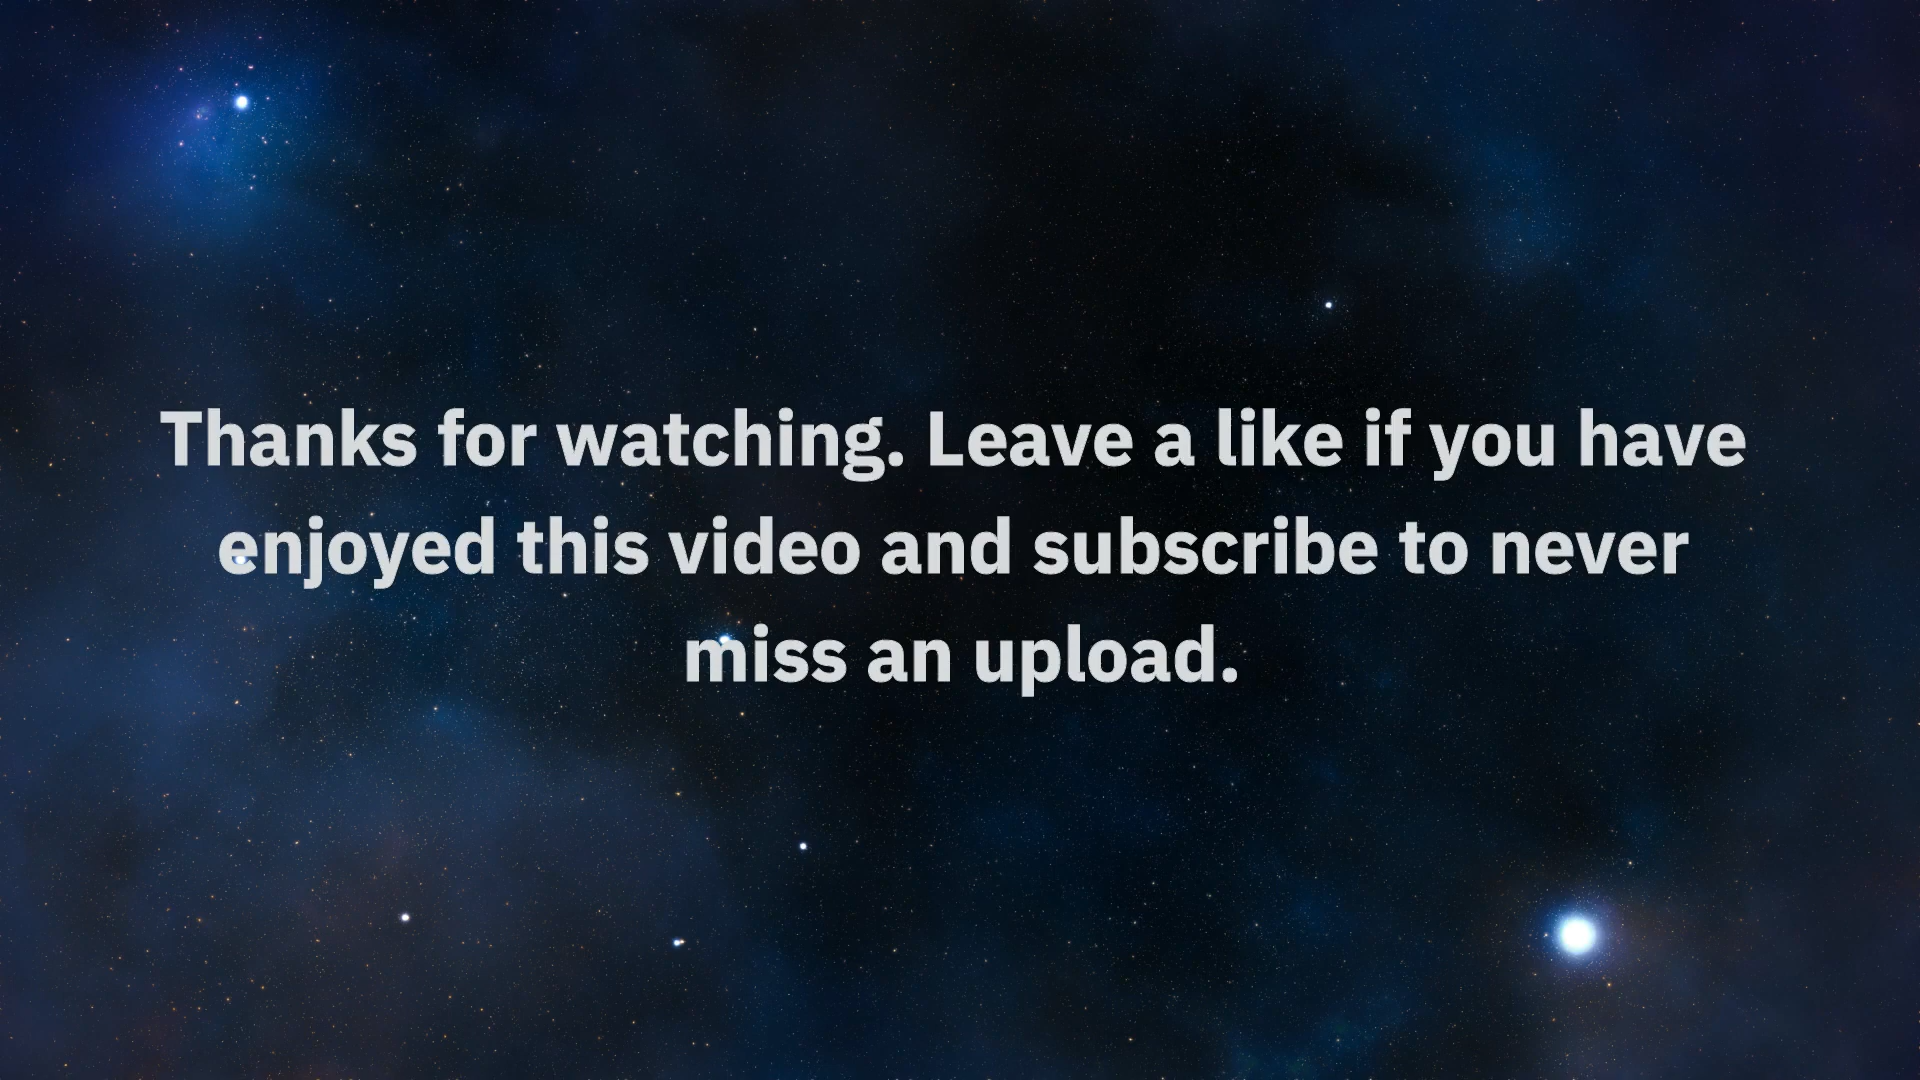 Thanks for watching. Leave a like if you have
enjoyed this video and subscribe to never
miss an upload.